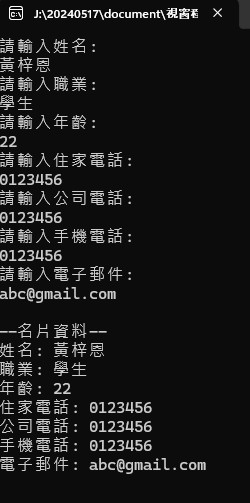 J:\20240517\document\視窗
請輸入姓名:
黃梓恩
請輸入職業:
學生
請輸入年齡:
22
請輸入住家電話:
0123456
請輸入公司電話:
0123456
請輸入手機電話:
0123456
請輸入電子郵件:
abc@gmail.com
--名片資料--
姓名: 黃梓恩
職業: 學生
年齡: 22
住家電話: 0123456
公司電話: 0123456
手機電話: 0123456
電子郵件: abc@gmail.com